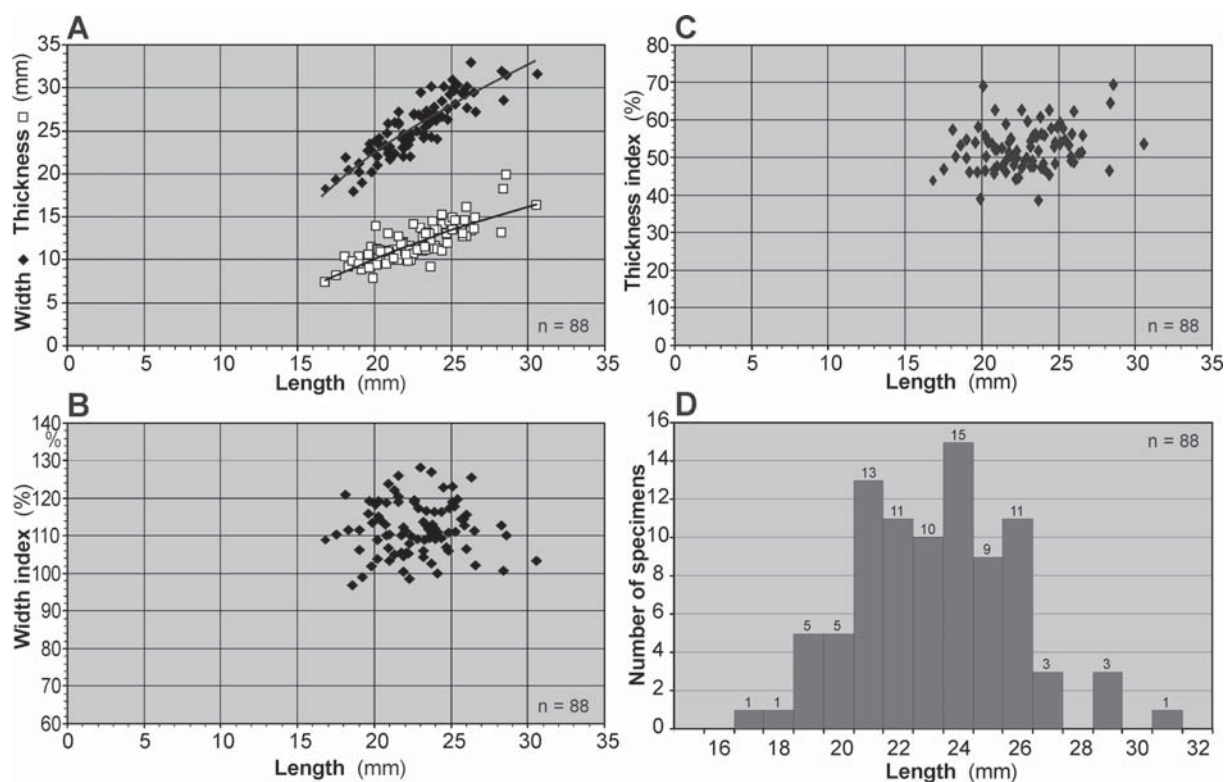 A
35
30
25
20
15
10
5
0
Width ◆ Thickness □ (mm)
n = 88
0 5 10 15 20 25 30 35
Length (mm)
C
80
70
60
50
40
30
20
10
0
Thickness index (%)
n = 88
0 5 10 15 20 25 30 35
Length (mm)
B
140
%
130
120
110
100
90
80
70
60
Width index (%)
n = 88
0 5 10 15 20 25 30 35
Length (mm)
D
16
14
12
10
8
6
4
2
0
Number of specimens
n = 88
1 1 5 5 13 11 10 15 9 11 3 3 1
16 18 20 22 24 26 28 30 32
Length (mm)